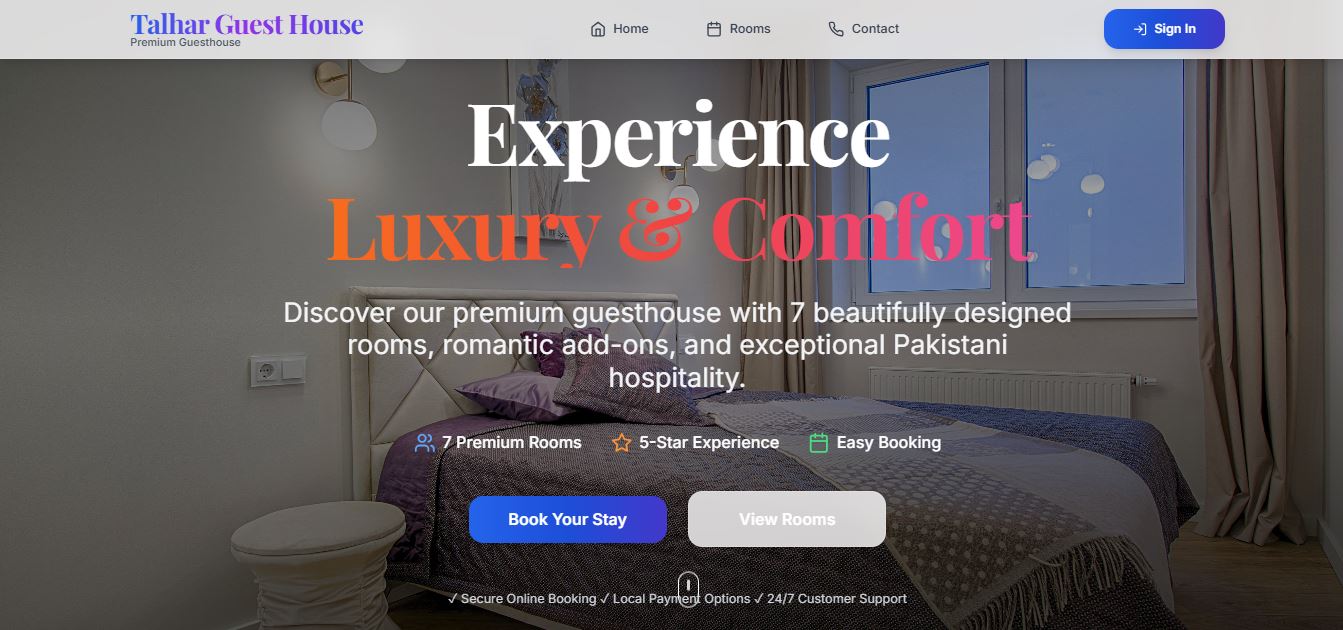 Talhar Guest House
Premium Guesthouse
Home
Rooms
Contact
Sign In
Experience
Luxury & Comfort
Discover our premium guesthouse with 7 beautifully designed
rooms, romantic add-ons, and exceptional Pakistani
hospitality.
7 Premium Rooms
5-Star Experience
Easy Booking
Book Your Stay
View Rooms
✓ Secure Online Booking ✓ Local Payment Options ✓ 24/7 Customer Support